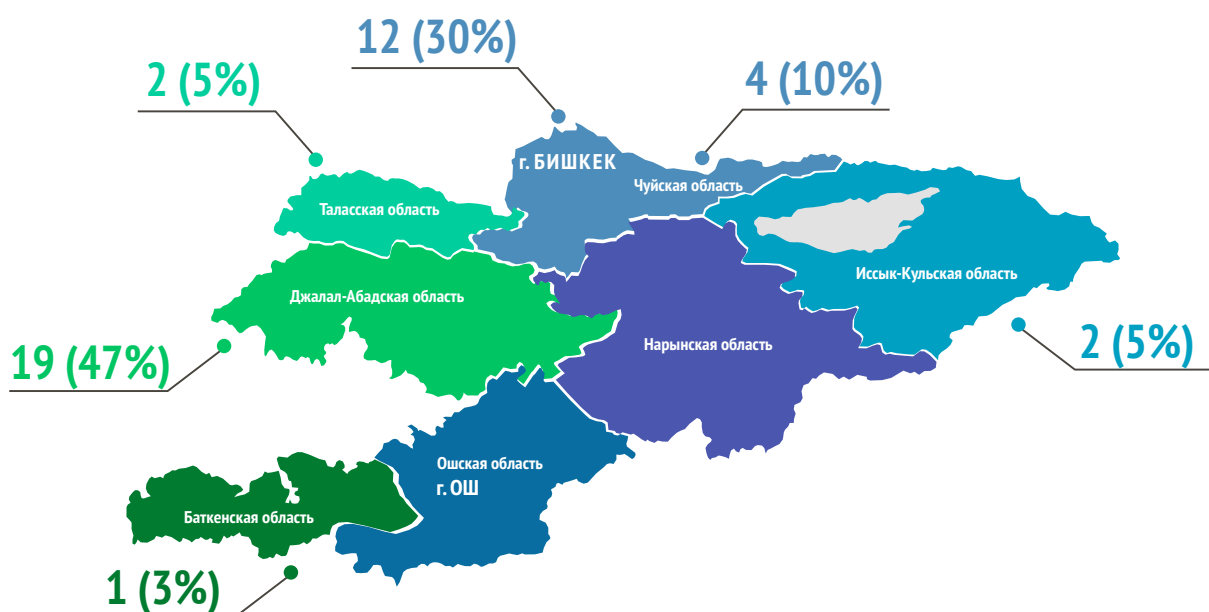 12 (30%)
2 (5%)
4 (10%)
г. БИШКЕК
Чуйская область
Таласская область
Иссык-Кульская область
Джалал-Абадская область
Нарынская область
2 (5%)
19 (47%)
Ошская область
г. ОШ
Баткенская область
1 (3%)